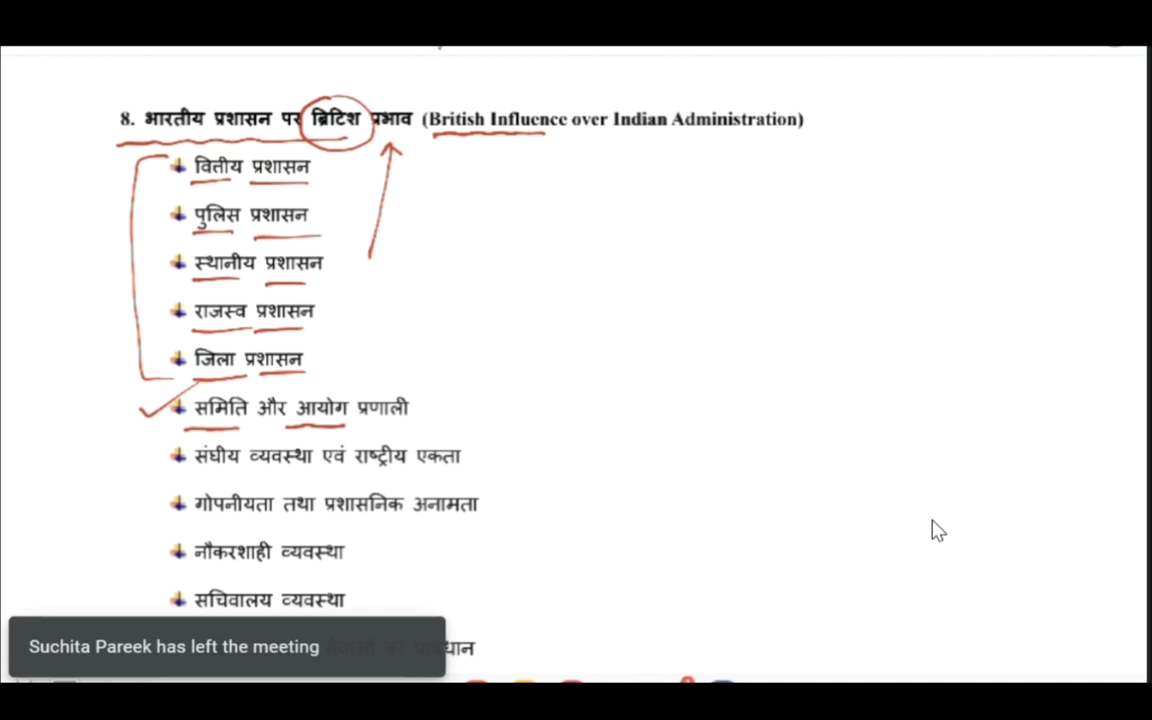 8. भारतीय प्रशासन पर ब्रिटिश प्रभाव (British Influence over Indian Administration)
वितीय प्रशासन
पुलिस प्रशासन
स्थानीय प्रशासन
राजस्व प्रशासन
जिला प्रशासन
समिति और आयोग प्रणाली
संघीय व्यवस्था एवं राष्ट्रीय एकता
गोपनीयता तथा प्रशासनिक अनामता
नौकरशाही व्यवस्था
सचिवालय व्यवस्था
Suchita Pareek has left the meeting